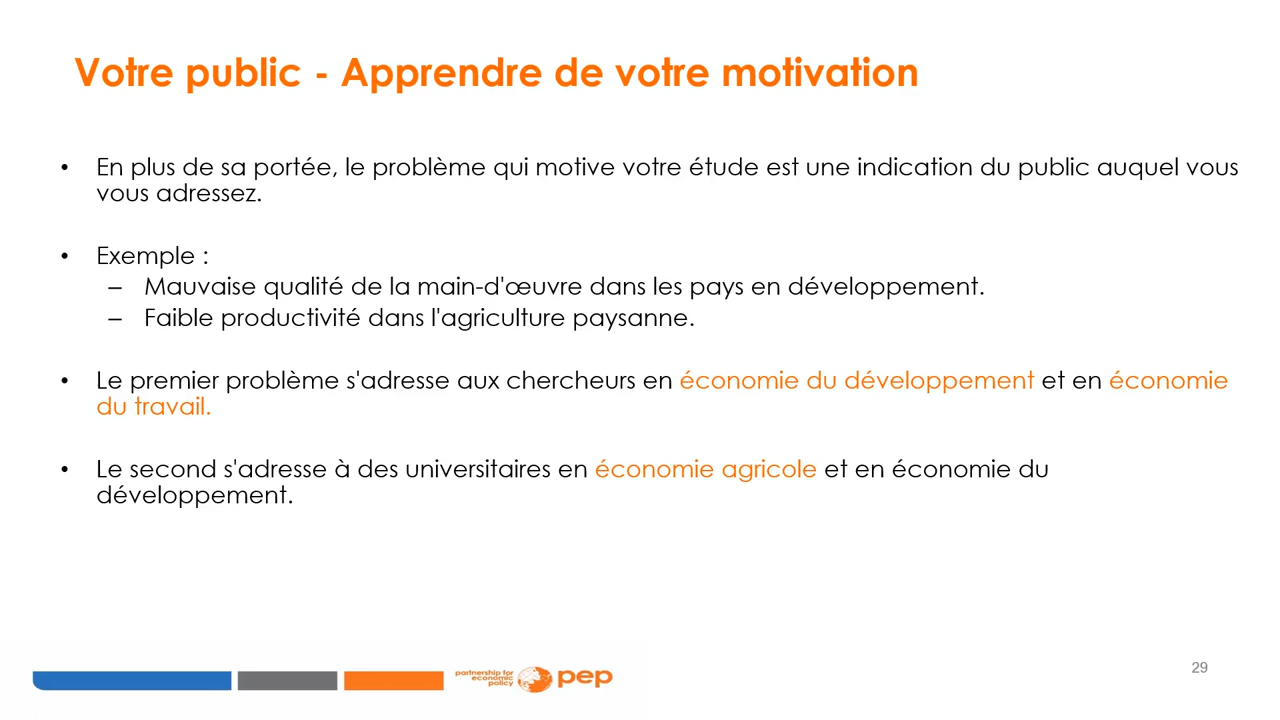 Votre public - Apprendre de votre motivation
• En plus de sa portée, le problème qui motive votre étude est une indication du public auquel vous
vous adressez.
• Exemple :
– Mauvaise qualité de la main-d'œuvre dans les pays en développement.
– Faible productivité dans l'agriculture paysanne.
• Le premier problème s'adresse aux chercheurs en économie du développement et en économie
du travail.
• Le second s'adresse à des universitaires en économie agricole et en économie du
développement.
partnership for
economic
policy
pep
29